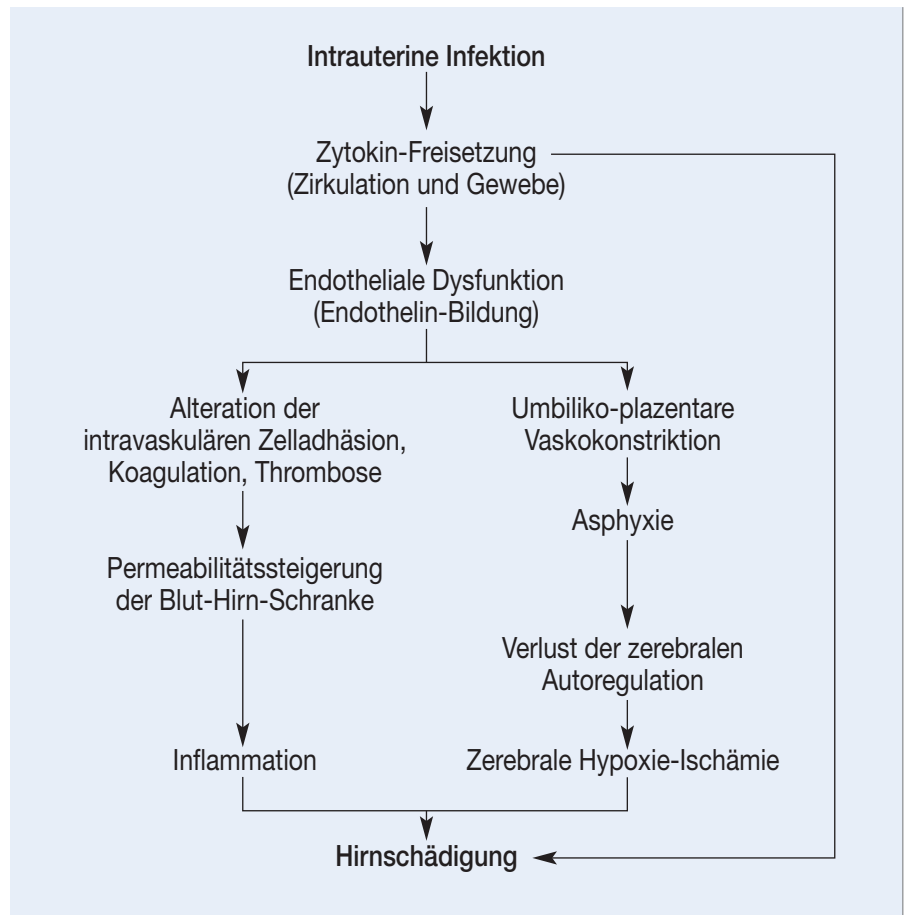 Intrauterine Infektion
Zytokin-Freisetzung
(Zirkulation und Gewebe)
Endotheliale Dysfunktion
(Endothelin-Bildung)
Alteration der
intravaskulären Zelladhäsion,
Koagulation, Thrombose
Permeabilitätssteigerung
der Blut-Hirn-Schranke
Inflammation
Umbiliko-plazentare
Vaskokonstriktion
Asphyxie
Verlust der zerebralen
Autoregulation
Zerebrale Hypoxie-Ischämie
Hirnschädigung